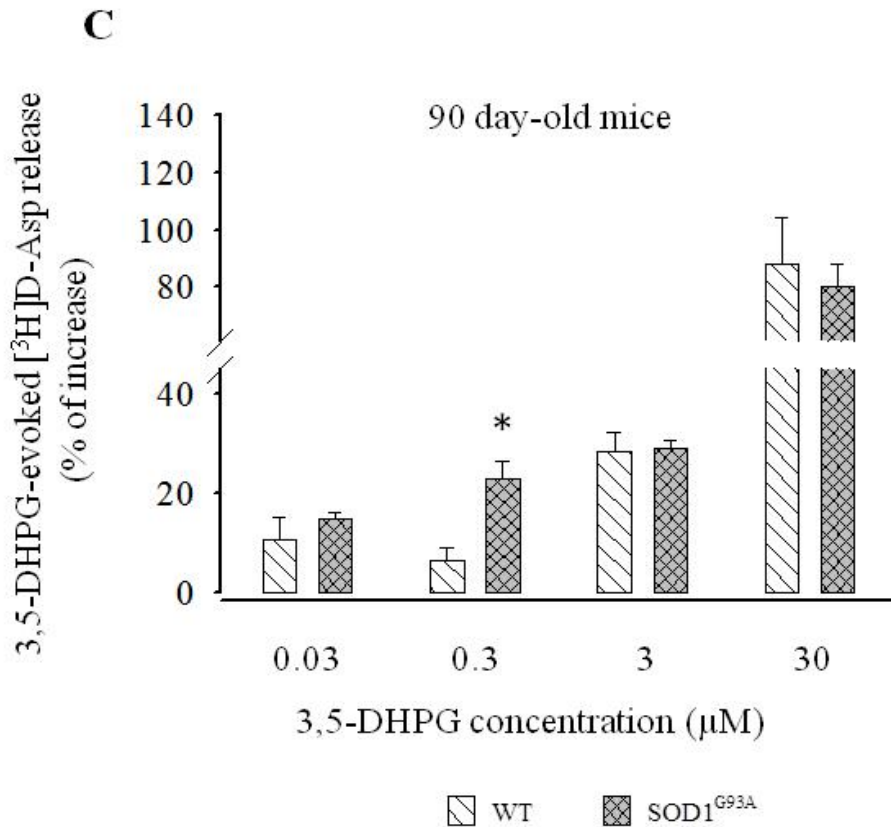 C
90 day-old mice
3,5-DHPG-evoked [³H]D-Asp release
(% of increase)
140
120
100
80
40
20
0
*
0.03 0.3 3 30
3,5-DHPG concentration (µM)
WT SOD1ᴳ⁹³ᴬ